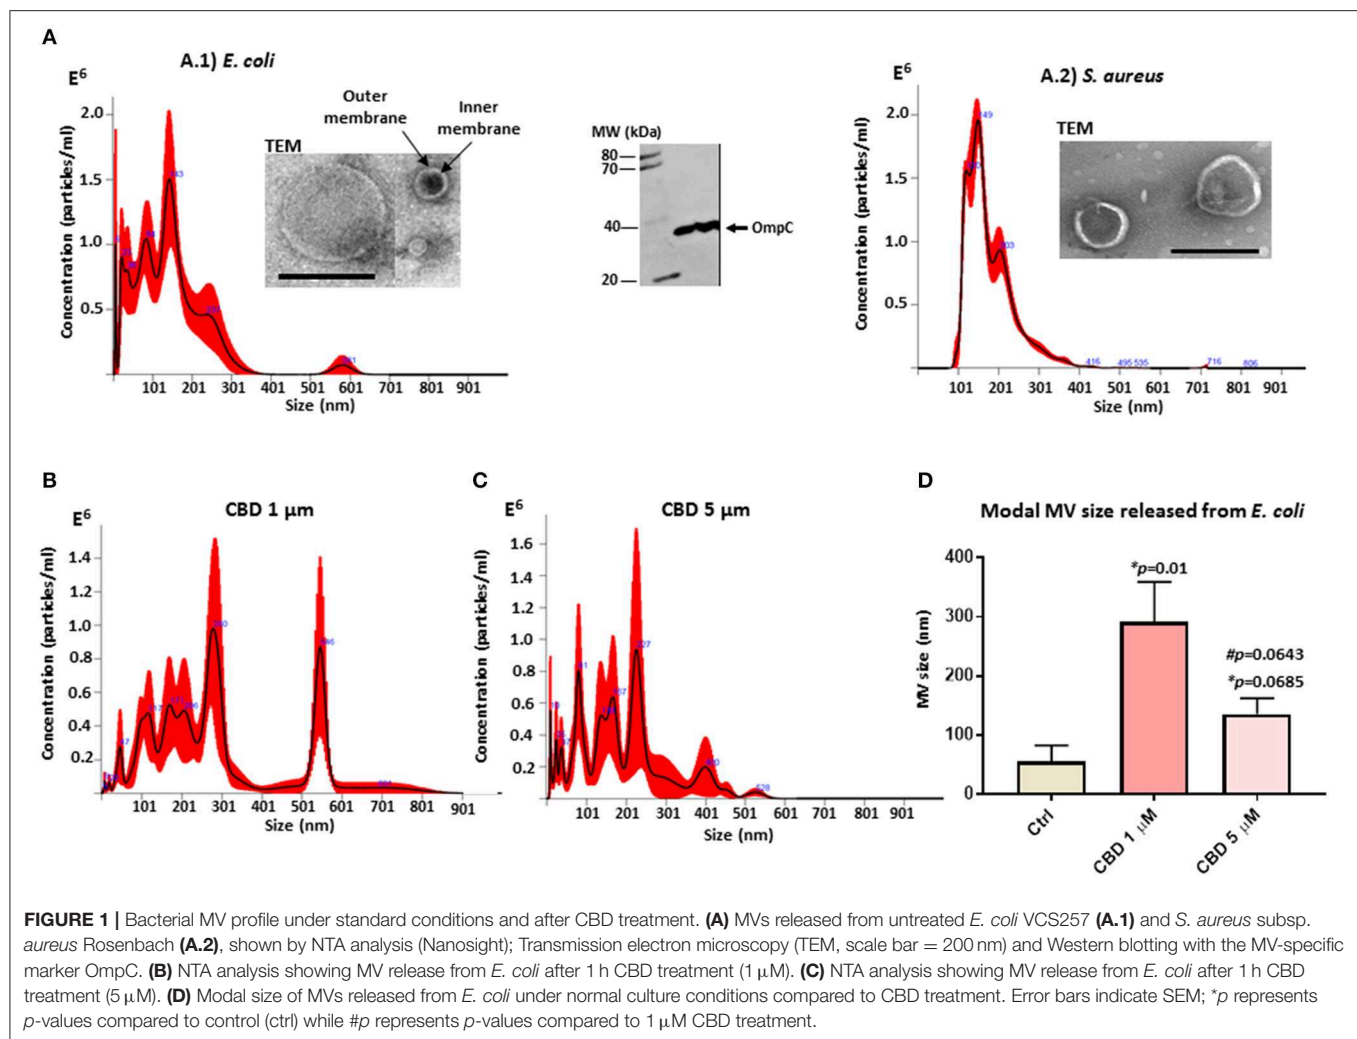 A
A.1) E. coli
E⁶
Concentration (particles/ml)
2.0
1.5
1.0
0.5
143
101 201 301 401 501 601 701 801 901
Size (nm)
Outer membrane
Inner membrane
TEM
MW (kDa)
80
70
40
20
OmpC
A.2) S. aureus
E⁶
Concentration (particles/ml)
2.0
1.5
1.0
0.5
149
203
416
495
535
716
806
TEM
101 201 301 401 501 601 701 801 901
Size (nm)
B
CBD 1 µm
E⁶
Concentration (particles/ml)
1.4
1.2
1.0
0.8
0.6
0.4
0.2
101 201 301 401 501 601 701 801 901
Size (nm)
C
CBD 5 µm
E⁶
Concentration (particles/ml)
1.6
1.4
1.2
1.0
0.8
0.6
0.4
0.2
528
101 201 301 401 501 601 701 801 901
Size (nm)
D
Modal MV size released from E. coli
MV size (nm)
400
300
200
100
0
*p=0.01
#p=0.0643
*p=0.0685
Ctrl
CBD 1 µM
CBD 5 µM
FIGURE 1 | Bacterial MV profile under standard conditions and after CBD treatment. (A) MVs released from untreated E. coli VCS257 (A.1) and S. aureus subsp.
aureus Rosenbach (A.2), shown by NTA analysis (Nanosight); Transmission electron microscopy (TEM, scale bar = 200 nm) and Western blotting with the MV-specific
marker OmpC. (B) NTA analysis showing MV release from E. coli after 1 h CBD treatment (1 µM). (C) NTA analysis showing MV release from E. coli after 1 h CBD
treatment (5 µM). (D) Modal size of MVs released from E. coli under normal culture conditions compared to CBD treatment. Error bars indicate SEM; *p represents
p-values compared to control (ctrl) while #p represents p-values compared to 1 µM CBD treatment.